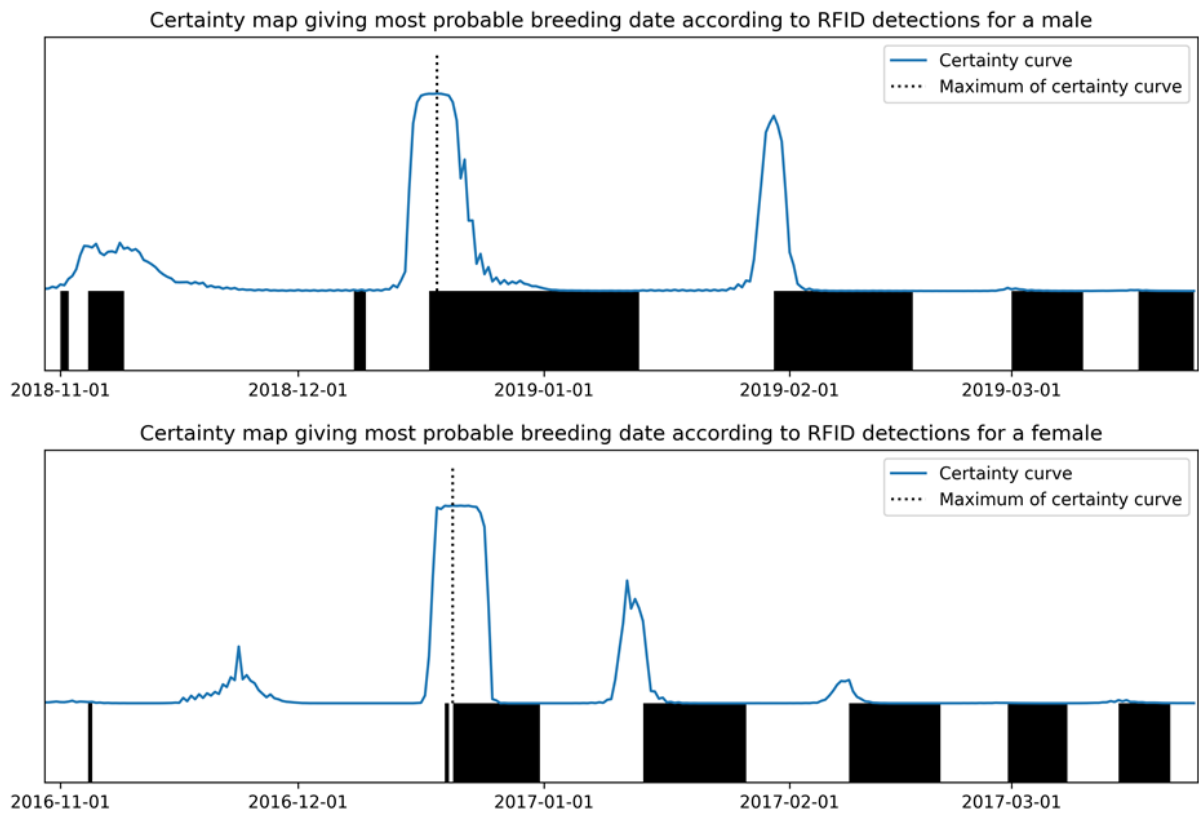 Certainty map giving most probable breeding date according to RFID detections for a male
Certainty curve
Maximum of certainty curve
2018-11-01 2018-12-01 2019-01-01 2019-02-01 2019-03-01
Certainty map giving most probable breeding date according to RFID detections for a female
Certainty curve
Maximum of certainty curve
2016-11-01 2016-12-01 2017-01-01 2017-02-01 2017-03-01